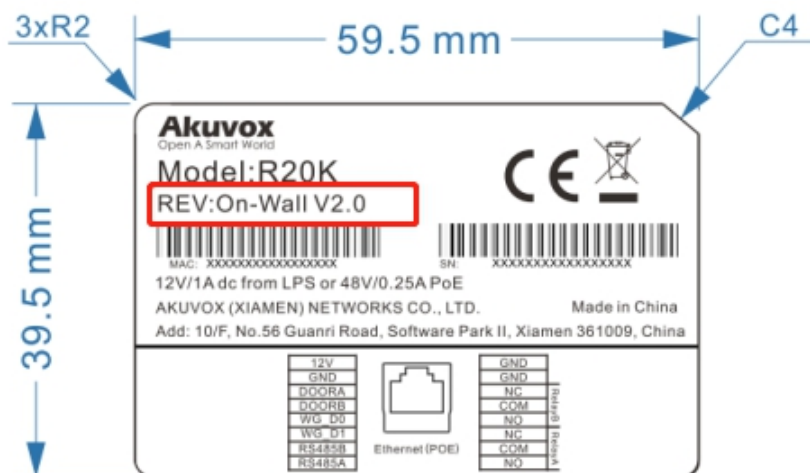 3xR2
59.5 mm
C4
39.5 mm
Akuvox
Open A Smart World
Model:R20K
REV:On-Wall V2.0
CE
MAC: XXXXXXXXXXXXXXXXX
SN: XXXXXXXXXXXXXXXXX
12V/1A dc from LPS or 48V/0.25A PoE
AKUVOX (XIAMEN) NETWORKS CO., LTD. Made in China
Add: 10/F, No.56 Guanri Road, Software Park II, Xiamen 361009, China
12V
GND
DOORA
DOORB
WG_D0
WG_D1
RS485B
RS485A
Ethernet (POE)
GND
GND
NC
COM
NO
NC
COM
NO
RelayB
RelayA